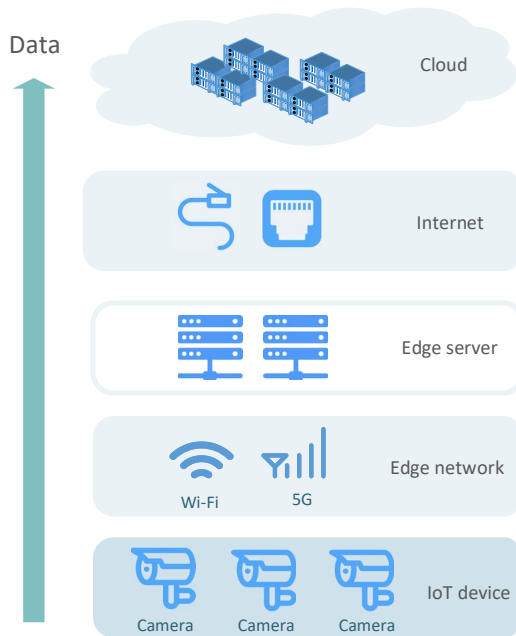 Data
Cloud
Internet
Edge server
Edge network
Wi-Fi
5G
IoT device
Camera
Camera
Camera